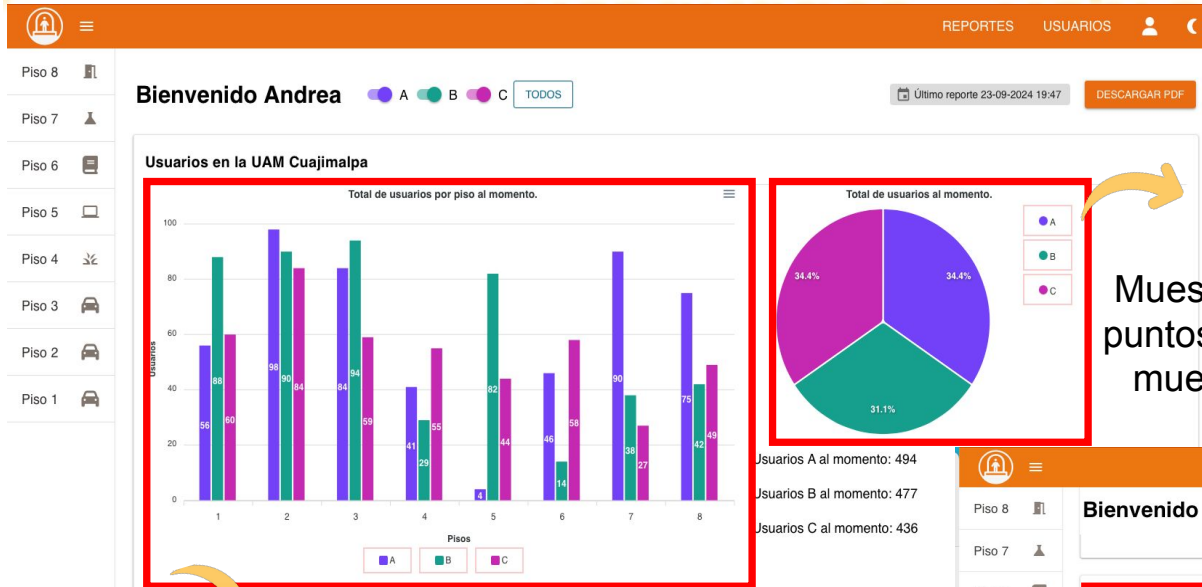 REPORTES USUARIOS
Piso 8
Piso 7
Piso 6
Piso 5
Piso 4
Piso 3
Piso 2
Piso 1
Bienvenido Andrea A B C TODOS
Último reporte 23-09-2024 19:47
DESCARGAR PDF
Usuarios en la UAM Cuajimalpa
Total de usuarios por piso al momento.
Usuarios
100
80
60
40
20
0
56 88 60
98 90 84
84 94 59
41 29 55
4 82 44
46 14 58
90 38 27
75 42 49
1 2 3 4 5 6 7 8
Pisos
A B C
Total de usuarios al momento.
34.4% 34.4%
31.1%
A
B
C
Usuarios A al momento: 494
Usuarios B al momento: 477
Usuarios C al momento: 436
Mues
puntos
mue
Piso 8
Piso 7
Bienvenido